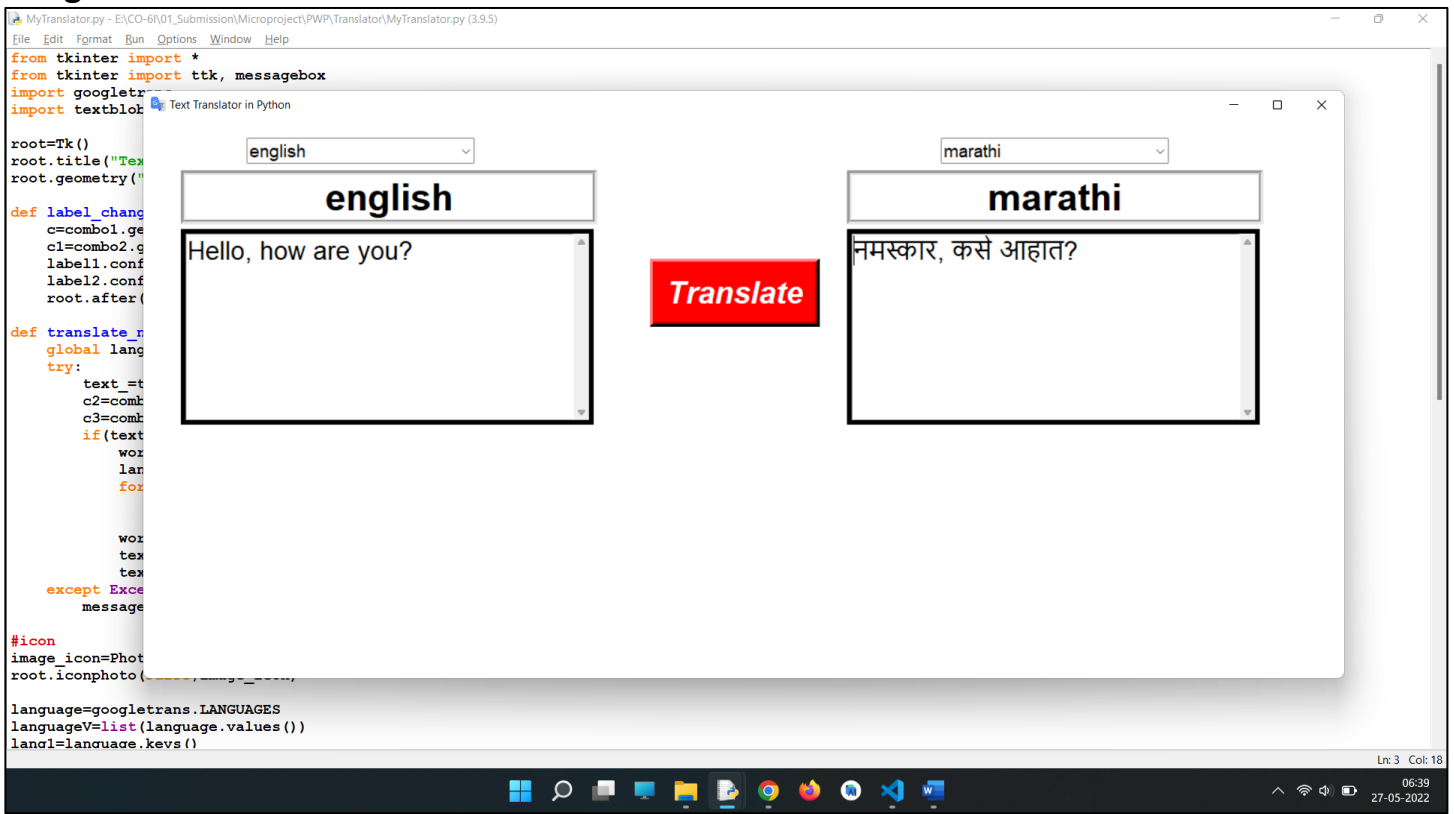 MyTranslator.py - E:\CO-6I\01_Submission\Microproject\PWP\Translator\MyTranslator.py (3.9.5)
File Edit Format Run Options Window Help
from tkinter import *
from tkinter import ttk, messagebox
import googletrans
import textblob
root=Tk()
root.title("Tex
root.geometry("
def label_chang
c=combo1.ge
c1=combo2.g
label1.conf
label2.conf
root.after(
def translate_n
global lang
try:
text_=t
c2=comb
c3=comb
if(text
wor
lan
for
wor
tex
tex
except Exce
message
#icon
image_icon=Phot
root.iconphoto(
language=googletrans.LANGUAGES
languageV=list(language.values())
lang1=language.keys()
Text Translator in Python
english
marathi
english
marathi
Hello, how are you?
Translate
नमस्कार, कसे आहात?
Ln: 3 Col: 18
06:39
27-05-2022